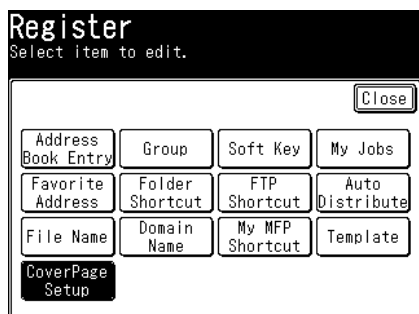 Register
Select item to edit.
Close
Address
Book Entry
Group
Soft Key
My Jobs
Favorite
Address
Folder
Shortcut
FTP
Shortcut
Auto
Distribute
File Name
Domain
Name
My MFP
Shortcut
Template
CoverPage
Setup